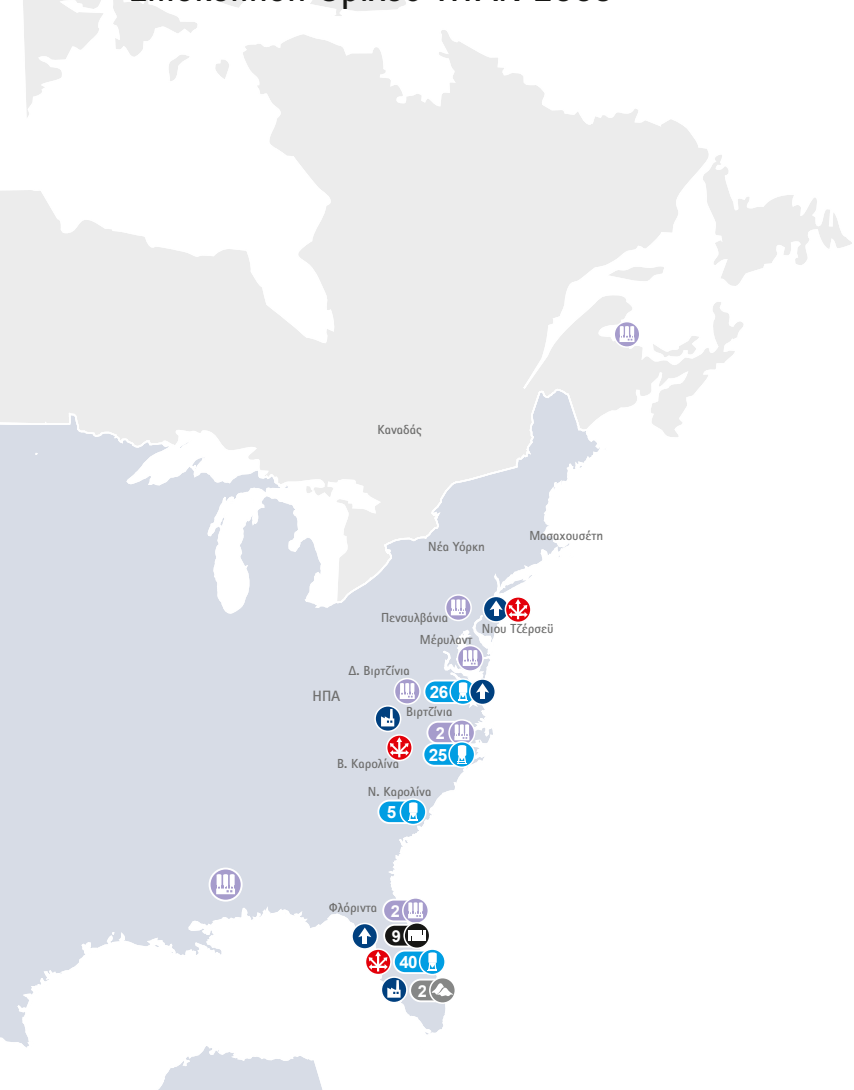 Καναδάς
Μασαχουσέτη
Νέα Υόρκη
Πενσυλβάνια
Νιου Τζέρσεϋ
Μέρυλαντ
Δ. Βιρτζίνια
26
ΗΠΑ
Βιρτζίνια
2
25
Β. Καρολίνα
Ν. Καρολίνα
5
Φλόριντα
2
9
40
2